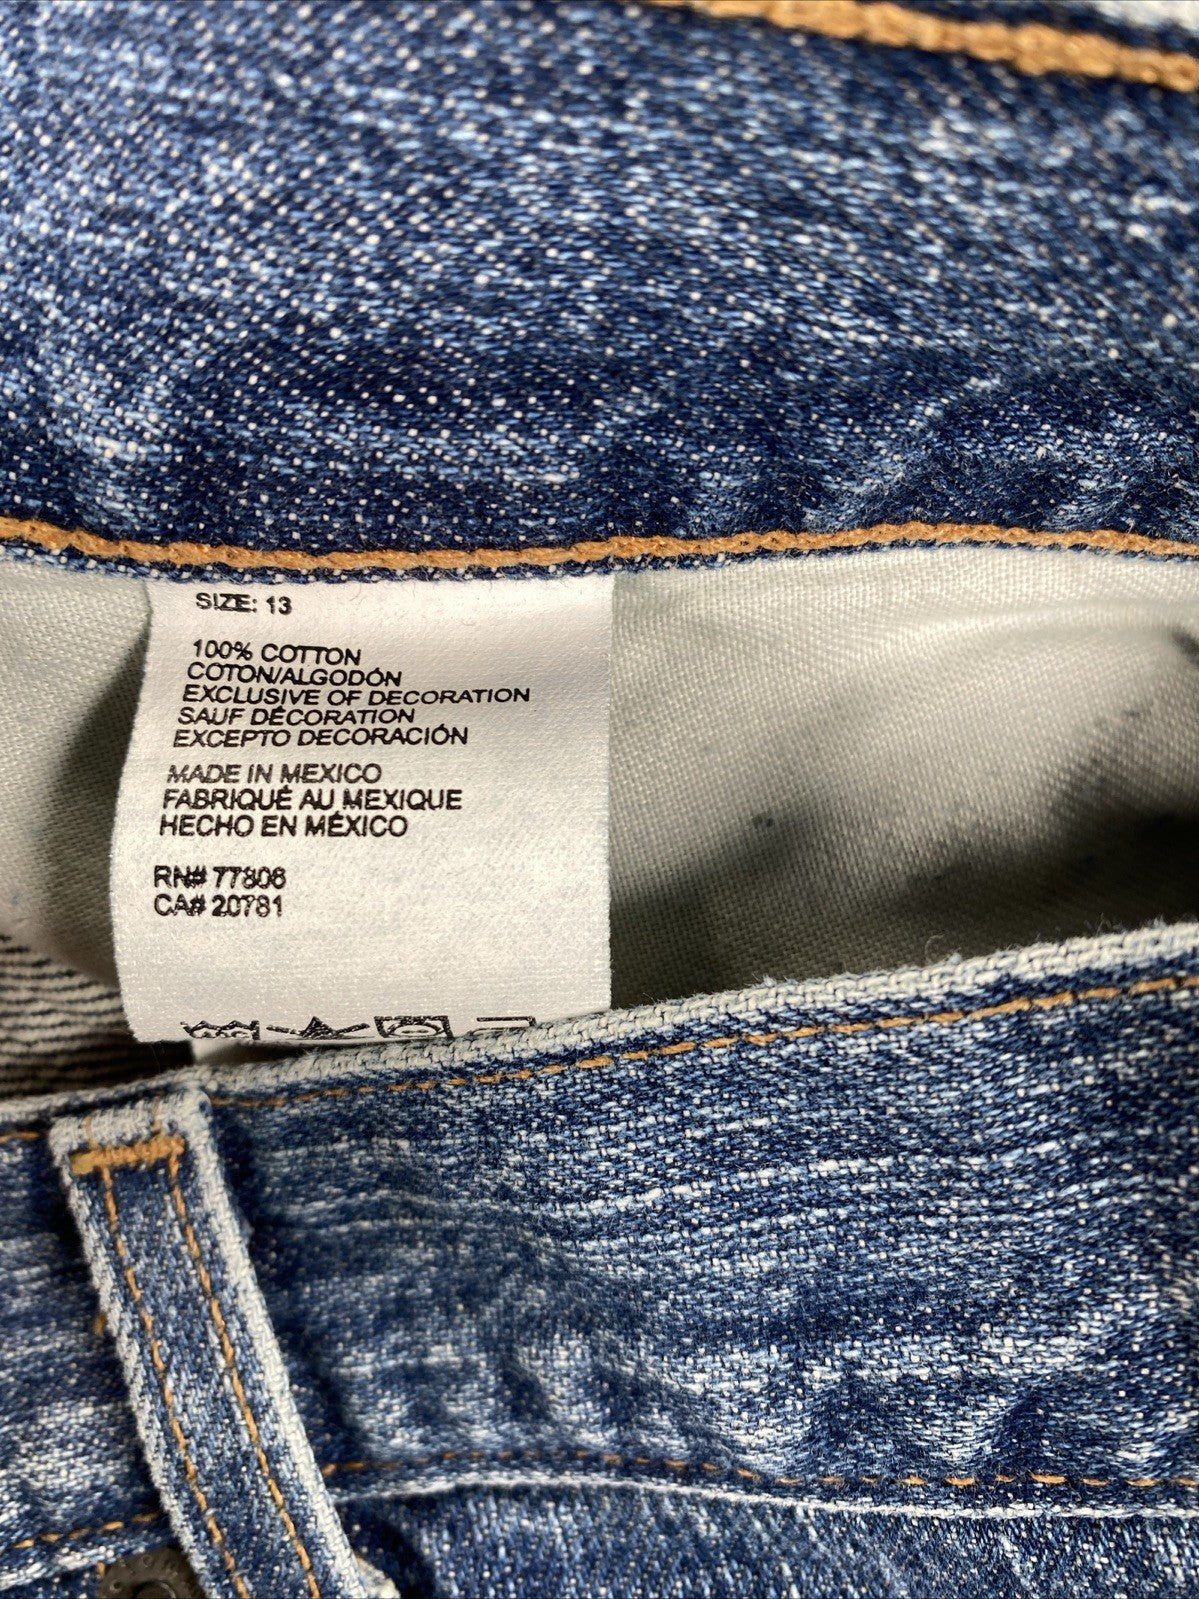 SIZE: 13
100% COTTON
COTON/ALGODÓN
EXCLUSIVE OF DECORATION
SAUF DÉCORATION
EXCEPTO DECORACIÓN
MADE IN MEXICO
FABRIQUÉ AU MEXIQUE
HECHO EN MÉXICO
RN# 77806
CA# 20781